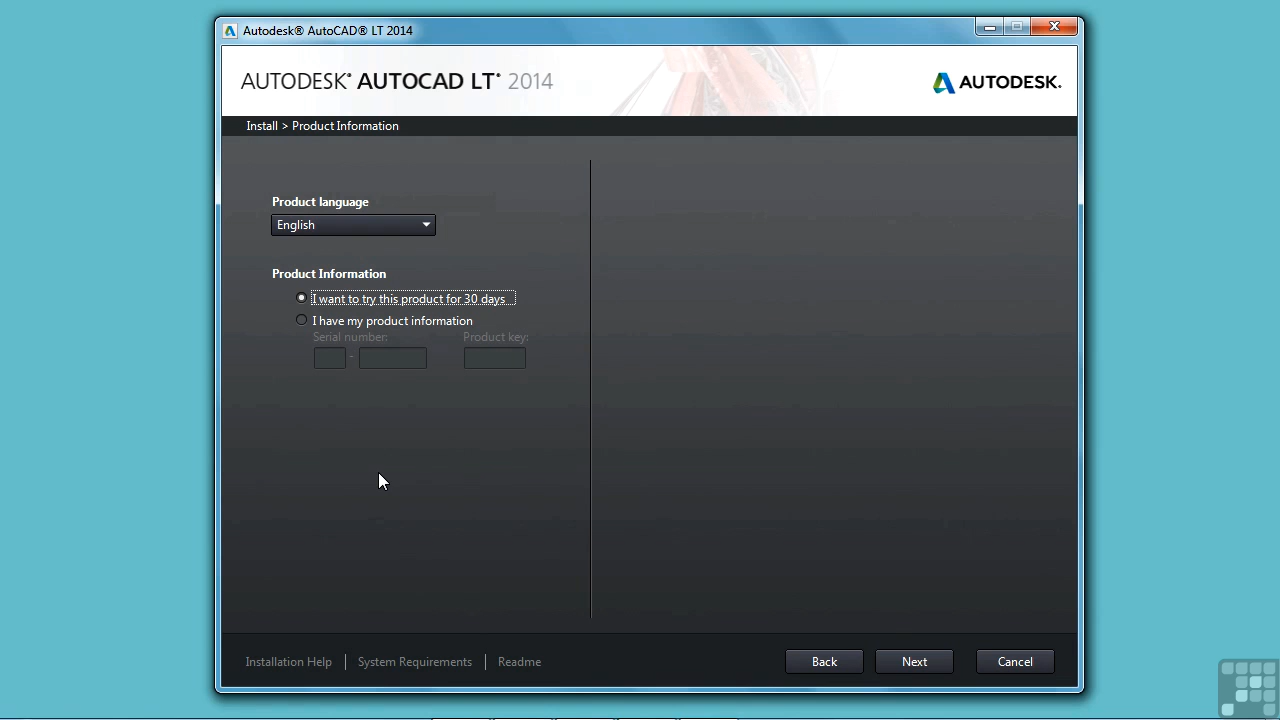 Autodesk® AutoCAD® LT 2014
AUTODESK® AUTOCAD LT® 2014
AUTODESK.
Install > Product Information
Product language
English
Product Information
I want to try this product for 30 days
I have my product information
Serial number: Product key:
-
Installation Help | System Requirements | Readme
Back Next Cancel